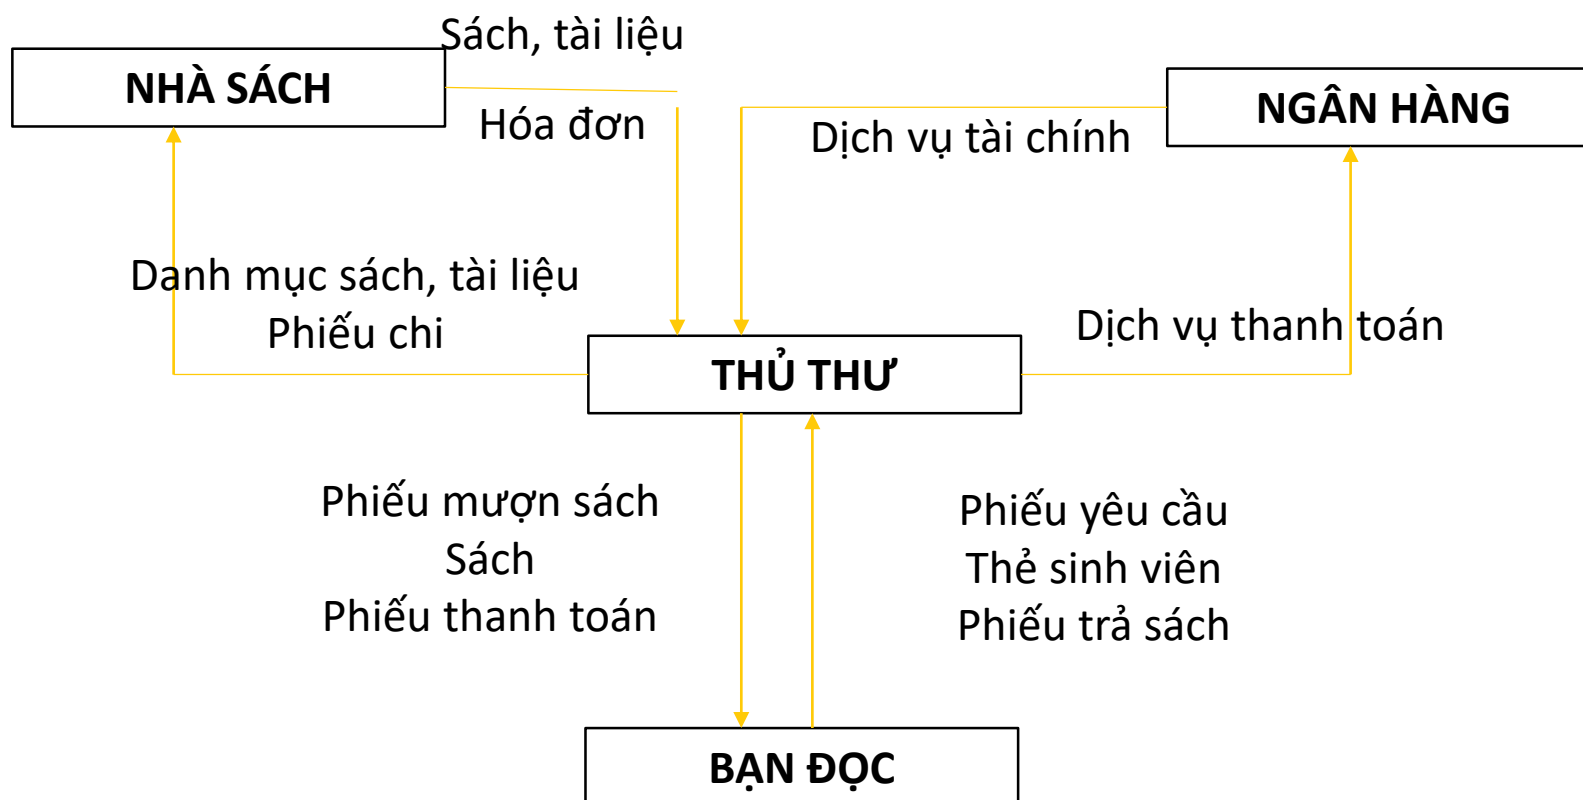 Sách, tài liệu
NHÀ SÁCH
Hóa đơn
NGÂN HÀNG
Dịch vụ tài chính
Danh mục sách, tài liệu
Phiếu chi
Dịch vụ thanh toán
THỦ THƯ
Phiếu mượn sách
Sách
Phiếu thanh toán
Phiếu yêu cầu
Thẻ sinh viên
Phiếu trả sách
BẠN ĐỌC